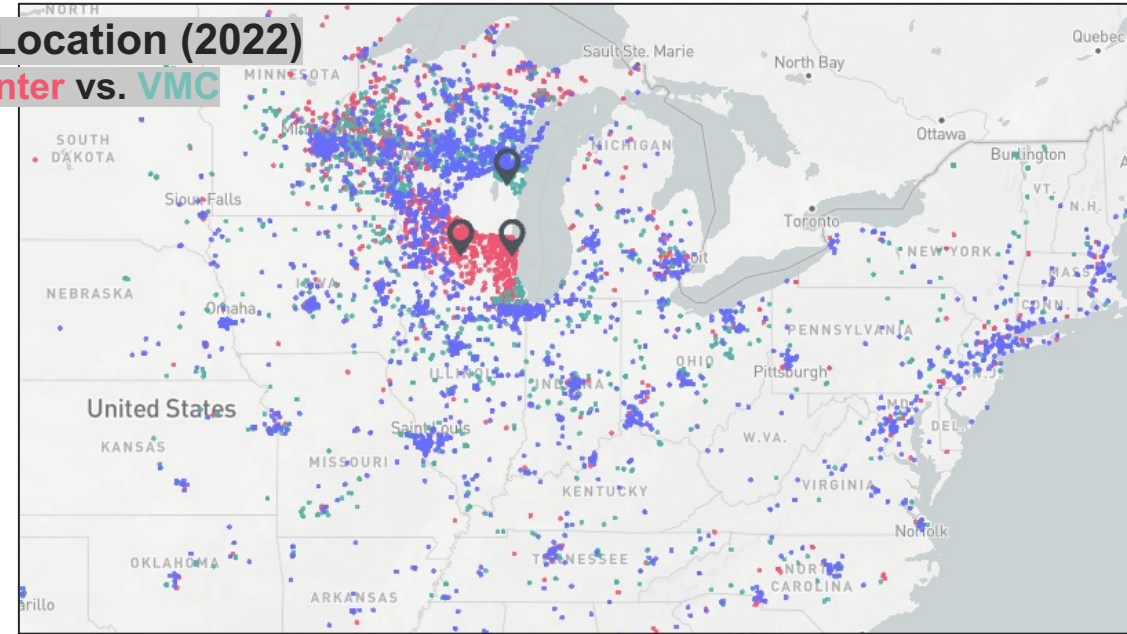 NORTH
Location (2022)
nter vs. VMC
MINNESOTA
Sault Ste. Marie
North Bay
Quebec
Ottawa
SOUTH
DAKOTA
MICHIGAN
Burlington
VT.
Sioux Falls
N.H.
Toronto
NEW YORK
MASS
IOWA
NEBRASKA
Omaha
CONN.
PENNSYLVANIA
OHIO
Pittsburgh
N.J.
ILLINOIS
INDIANA
United States
MD.
DEL.
Saint Louis
KANSAS
W.VA.
MISSOURI
KENTUCKY
VIRGINIA
Norfolk
OKLAHOMA
TENNESSEE
NORTH
CAROLINA
ARKANSAS
arillo